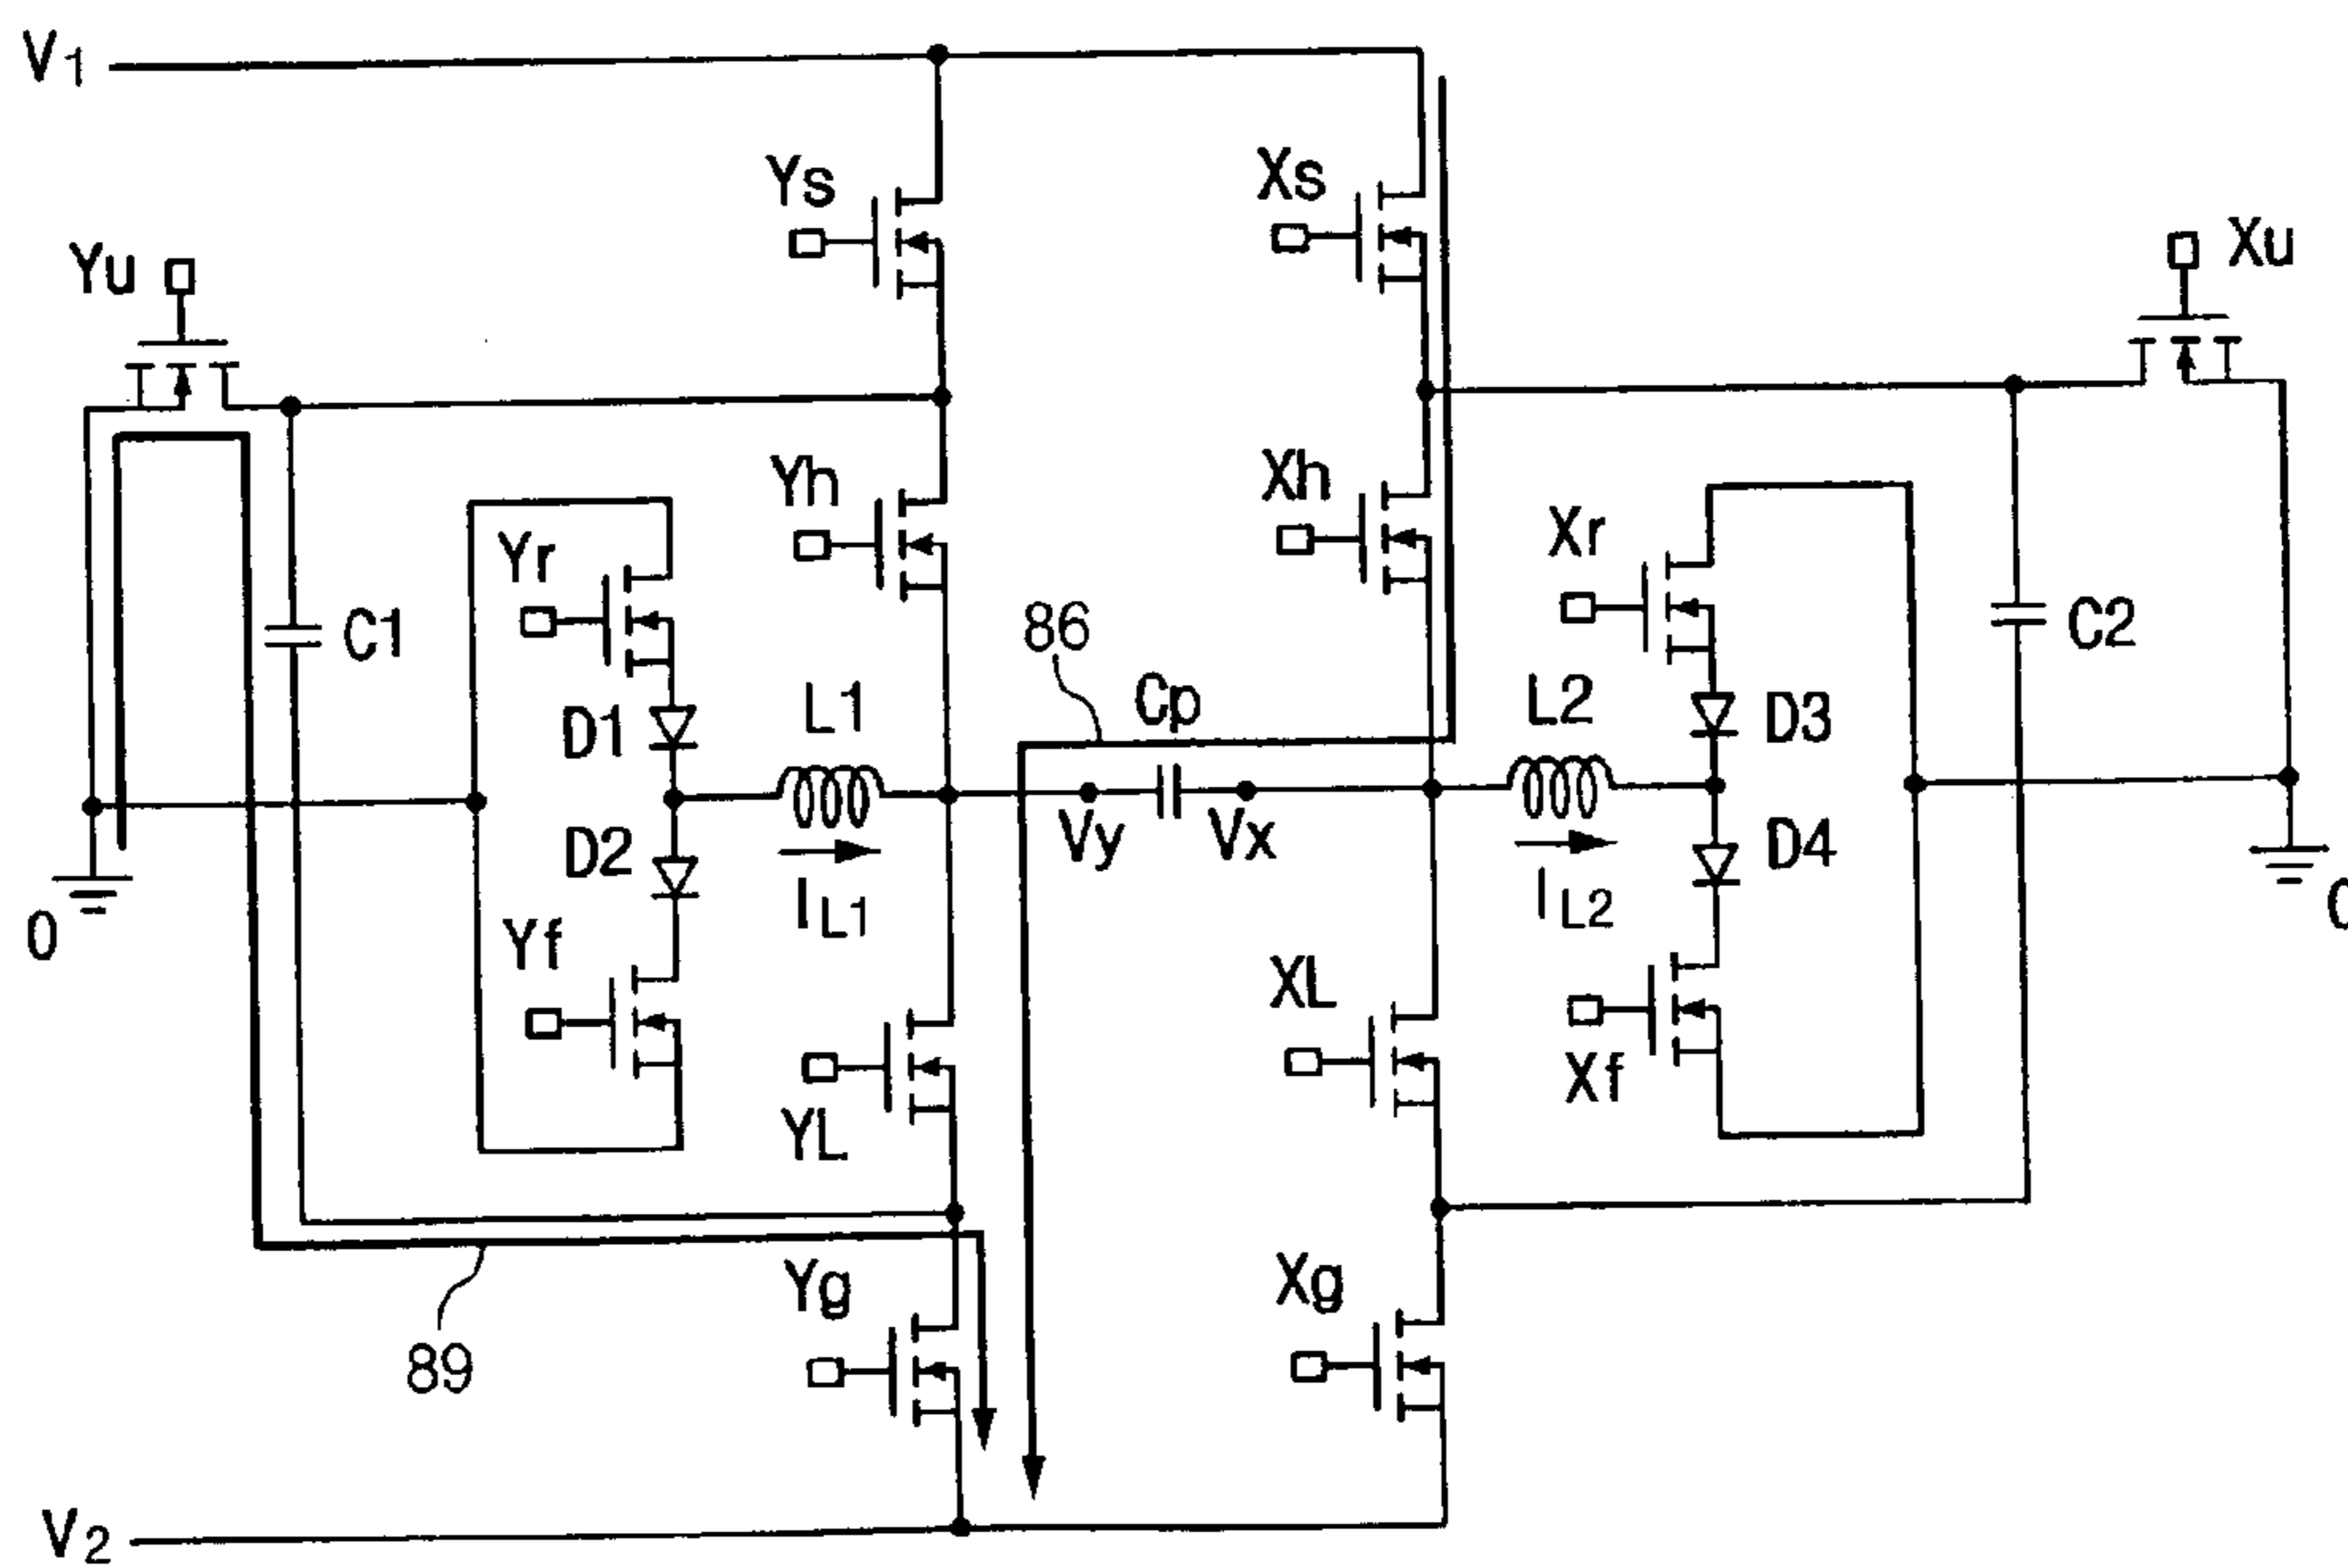 V1
Ys
Xs
Yu
Xu
Yh
Xh
Yr
Xr
C1
86
C2
D1
L1
Cp
L2
D3
Vy
Vx
D2
D4
IL1
IL2
0
0
Yf
XL
YL
Xf
Yg
Xg
89
V2